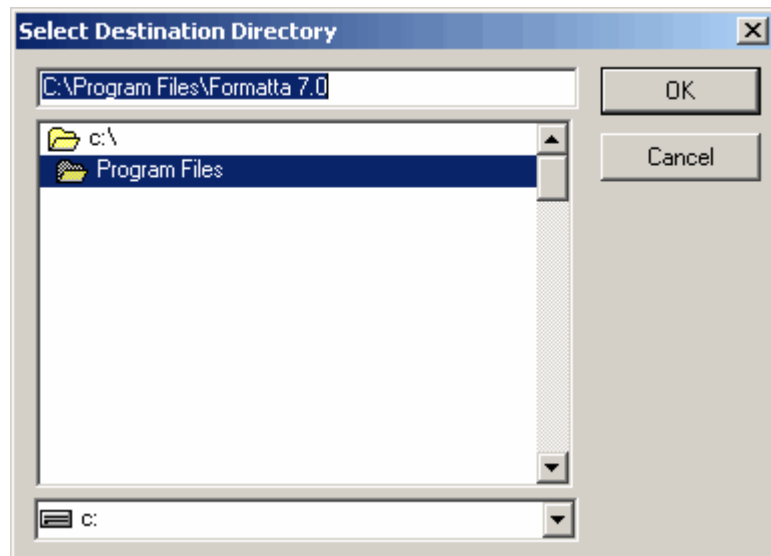 Select Destination Directory
C:\Program Files\Formatta 7.0
OK
c:\
Program Files
Cancel
c: